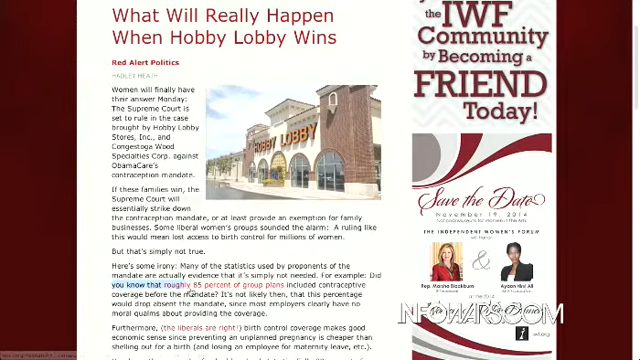 What Will Really Happen
When Hobby Lobby Wins
Red Alert Politics
HADLEY HEATH
Women will finally have
their answer Monday:
The Supreme Court is
set to rule in the case
brought by Hobby Lobby
Stores, Inc., and
Congestoga Wood
Specialties Corp. against
ObamaCare's
contraception mandate.
HOBBY LOBBY
If these families win, the
Supreme Court will
essentially strike down
the contraception mandate, or at least provide an exemption for family
businesses. Some liberal women's groups sounded the alarm: A ruling like
this would mean lost access to birth control for millions of women.
But that's simply not true.
Here's some irony: Many of the statistics used by proponents of the
mandate are actually evidence that it's simply not needed. For example: Did
you know that roughly 85 percent of group plans included contraceptive
coverage before the mandate? It's not likely then, that this percentage
would drop absent the mandate, since most employers clearly have no
moral qualms about providing the coverage.
Furthermore, (the liberals are right!) birth control coverage makes good
economic sense since preventing an unplanned pregnancy is cheaper than
shelling out for a birth (and losing an employee for maternity leave, etc.).
the IWF
Community
by Becoming a
FRIEND
Today!
Save the Date
November 19, 2014
THE INDEPENDENT WOMEN'S FORUM
Rep. Marsha Blackburn
Ayaan Hirsi Ali
INFOWARS.COM
iwf.org